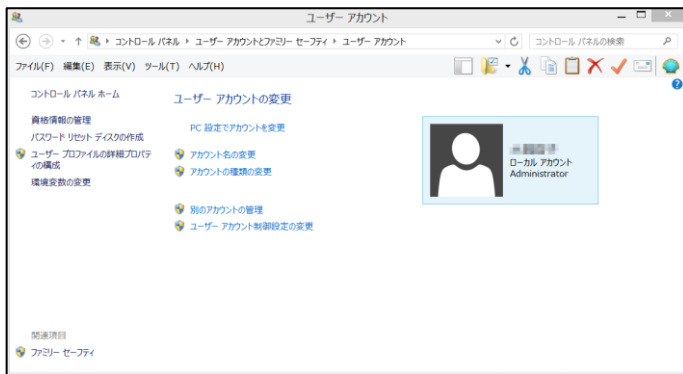 ユーザー アカウント
コントロール パネル ユーザー アカウントとファミリー セーフティ ユーザー アカウント
コントロール パネルの検索
ファイル(F) 編集(E) 表示(V) ツール(T) ヘルプ(H)
コントロール パネル ホーム
資格情報の管理
パスワード リセット ディスクの作成
ユーザー プロファイルの詳細プロパテ
ィの構成
環境変数の変更
ユーザー アカウントの変更
PC 設定でアカウントを変更
アカウント名の変更
アカウントの種類の変更
別のアカウントの管理
ユーザー アカウント制御設定の変更
ローカル アカウント
Administrator
関連項目
ファミリー セーフティ